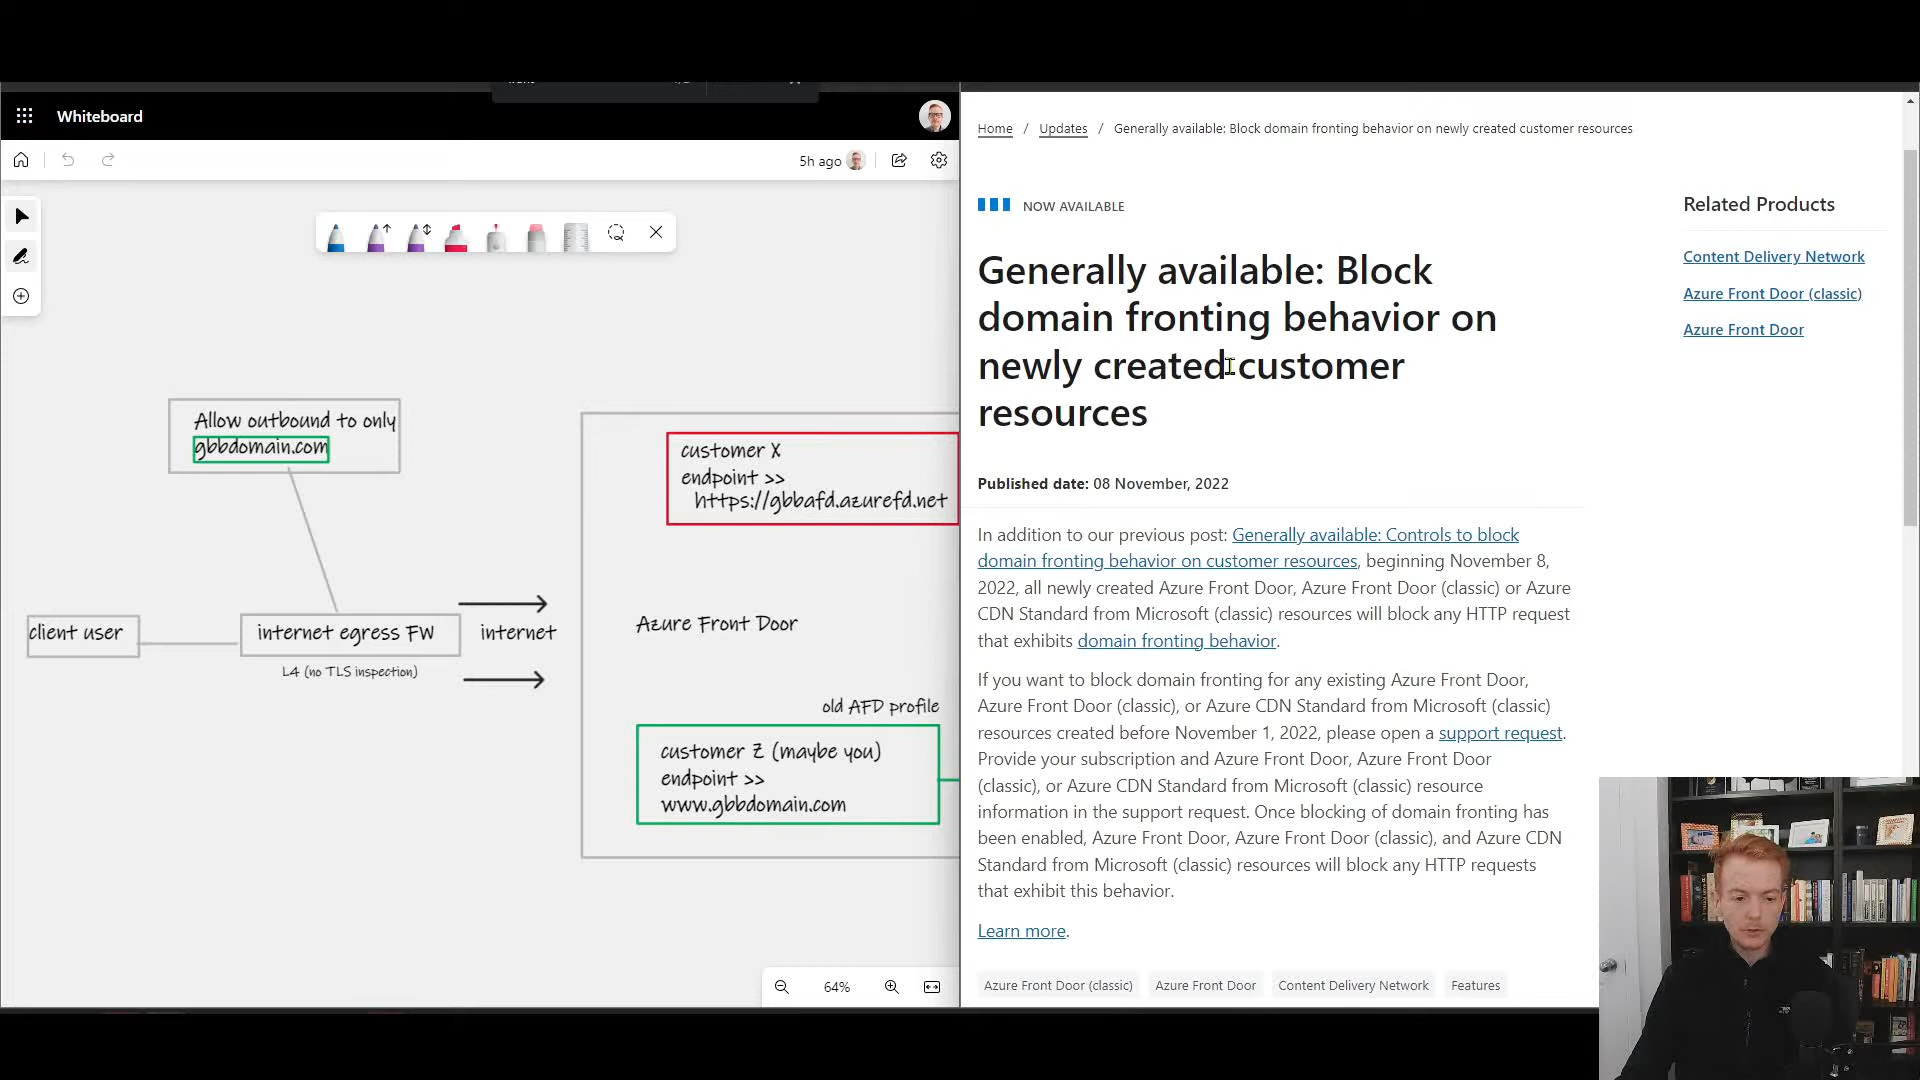 Whiteboard
5h ago
Allow outbound to only
gbbdomain.com
customer X
endpoint >>
https://gbbafd.azurefd.net
client user
internet egress FW
internet
L4 (no TLS inspection)
Azure Front Door
old AFD profile
customer Z (maybe you)
endpoint >>
www.gbbdomain.com
64%
Home / Updates / Generally available: Block domain fronting behavior on newly created customer resources
NOW AVAILABLE
Generally available: Block
domain fronting behavior on
newly created customer
resources
Published date: 08 November, 2022
In addition to our previous post: Generally available: Controls to block
domain fronting behavior on customer resources, beginning November 8,
2022, all newly created Azure Front Door, Azure Front Door (classic) or Azure
CDN Standard from Microsoft (classic) resources will block any HTTP request
that exhibits domain fronting behavior.
If you want to block domain fronting for any existing Azure Front Door,
Azure Front Door (classic), or Azure CDN Standard from Microsoft (classic)
resources created before November 1, 2022, please open a support request.
Provide your subscription and Azure Front Door, Azure Front Door
(classic), or Azure CDN Standard from Microsoft (classic) resource
information in the support request. Once blocking of domain fronting has
been enabled, Azure Front Door, Azure Front Door (classic), and Azure CDN
Standard from Microsoft (classic) resources will block any HTTP requests
that exhibit this behavior.
Learn more.
Azure Front Door (classic)
Azure Front Door
Content Delivery Network
Features
Related Products
Content Delivery Network
Azure Front Door (classic)
Azure Front Door